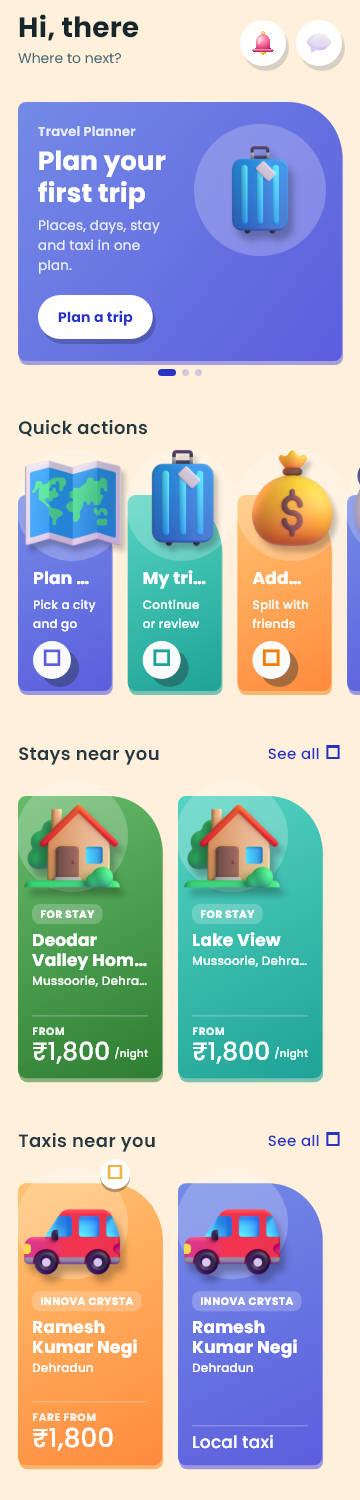 Hi, there
Where to next?
Travel Planner
Plan your
first trip
Places, days, stay
and taxi in one
plan.
Plan a trip
Quick actions
Plan ...
Pick a city
and go
My tri...
Continue
or review
$
Add...
Split with
friends
Stays near you
See all
FOR STAY
Deodar
Valley Hom...
Mussoorie, Dehra...
FROM
₹1,800 /night
FOR STAY
Lake View
Mussoorie, Dehra...
FROM
₹1,800 /night
Taxis near you
See all
INNOVA CRYSTA
Ramesh
Kumar Negi
Dehradun
FARE FROM
₹1,800
INNOVA CRYSTA
Ramesh
Kumar Negi
Dehradun
Local taxi